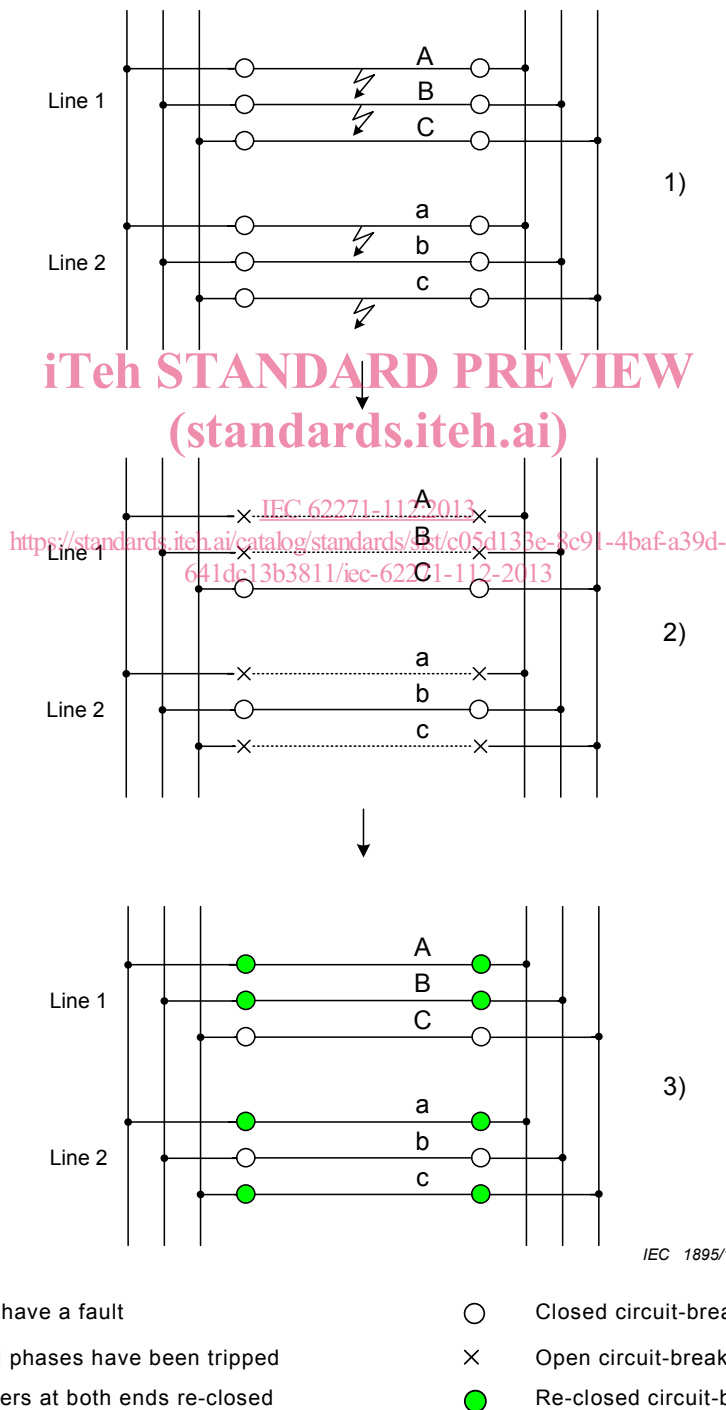 A
B
Line 1
C
1)
a
b
Line 2
c
iTeh STANDARD PREVIEW
(standards.iteh.ai)
A
IEC 62271-112:2013
B
https://standards.iteh.ai/catalog/standards/sist/c05d133e-8c91-4baf-a39d-
Line 1
641dc13b3811/iec-62271-112-2013
C
2)
a
b
Line 2
c
A
B
Line 1
C
3)
a
b
Line 2
c
IEC 1895/
have a fault
Closed circuit-brea
phases have been tripped
Open circuit-break
ers at both ends re-closed
Re-closed circuit-b